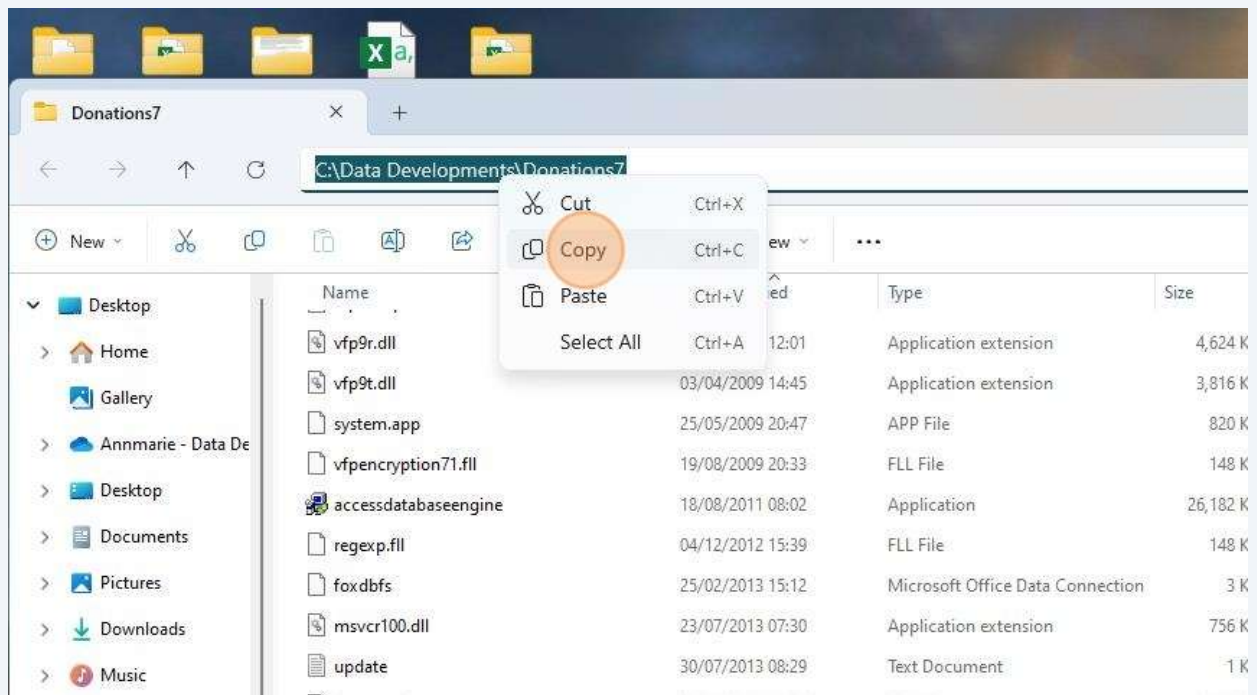 X a,
Donations7
C:\Data Developments\Donations7
Cut Ctrl+X
New
Copy Ctrl+C
ew
Paste Ctrl+V
Select All Ctrl+A
Name ed Type Size
Desktop
Home
Gallery
Annmarie - Data De
Desktop
Documents
Pictures
Downloads
Music
vfp9r.dll 12:01 Application extension 4,624 K
vfp9t.dll 03/04/2009 14:45 Application extension 3,816 K
system.app 25/05/2009 20:47 APP File 820 K
vfpencryption71.fll 19/08/2009 20:33 FLL File 148 K
accessdatabaseengine 18/08/2011 08:02 Application 26,182 K
regexp.fll 04/12/2012 15:39 FLL File 148 K
foxdbfs 25/02/2013 15:12 Microsoft Office Data Connection 3 K
msvcr100.dll 23/07/2013 07:30 Application extension 756 K
update 30/07/2013 08:29 Text Document 1 K